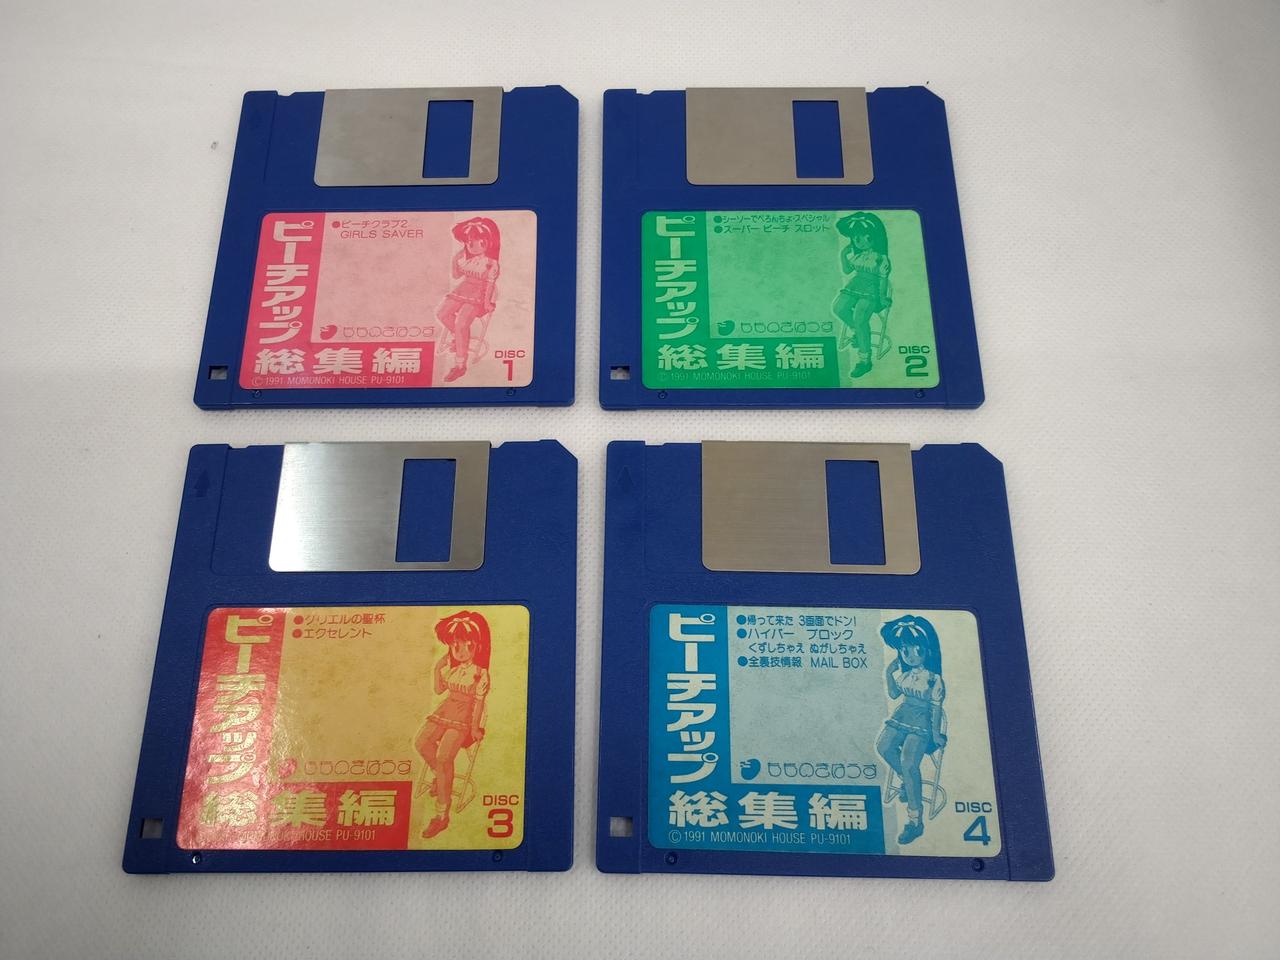 ピーチアップ
総集編
●ピーチクラブ2
GIRLS SAVER
もものきはうす
DISC
1
© 1991 MOMONOKI HOUSE PU-9101
ピーチアップ
総集編
●シーソーでぺろんちょ・スペシャル
●スーパー ピーチ スロット
もものきはうす
DISC
2
© 1991 MOMONOKI HOUSE PU-9101
ピーチアップ
総集編
●グリエルの聖杯
●エクセレント
もものきはうす
DISC
3
MOMONOKI HOUSE PU-9101
ピーチアップ
総集編
●帰って来た 3画面でドン!
●ハイパー ブロック
くずしちゃえ ぬがしちゃえ
●全裏技情報 MAIL BOX
もものきはうす
DISC
4
© 1991 MOMONOKI HOUSE PU-9101